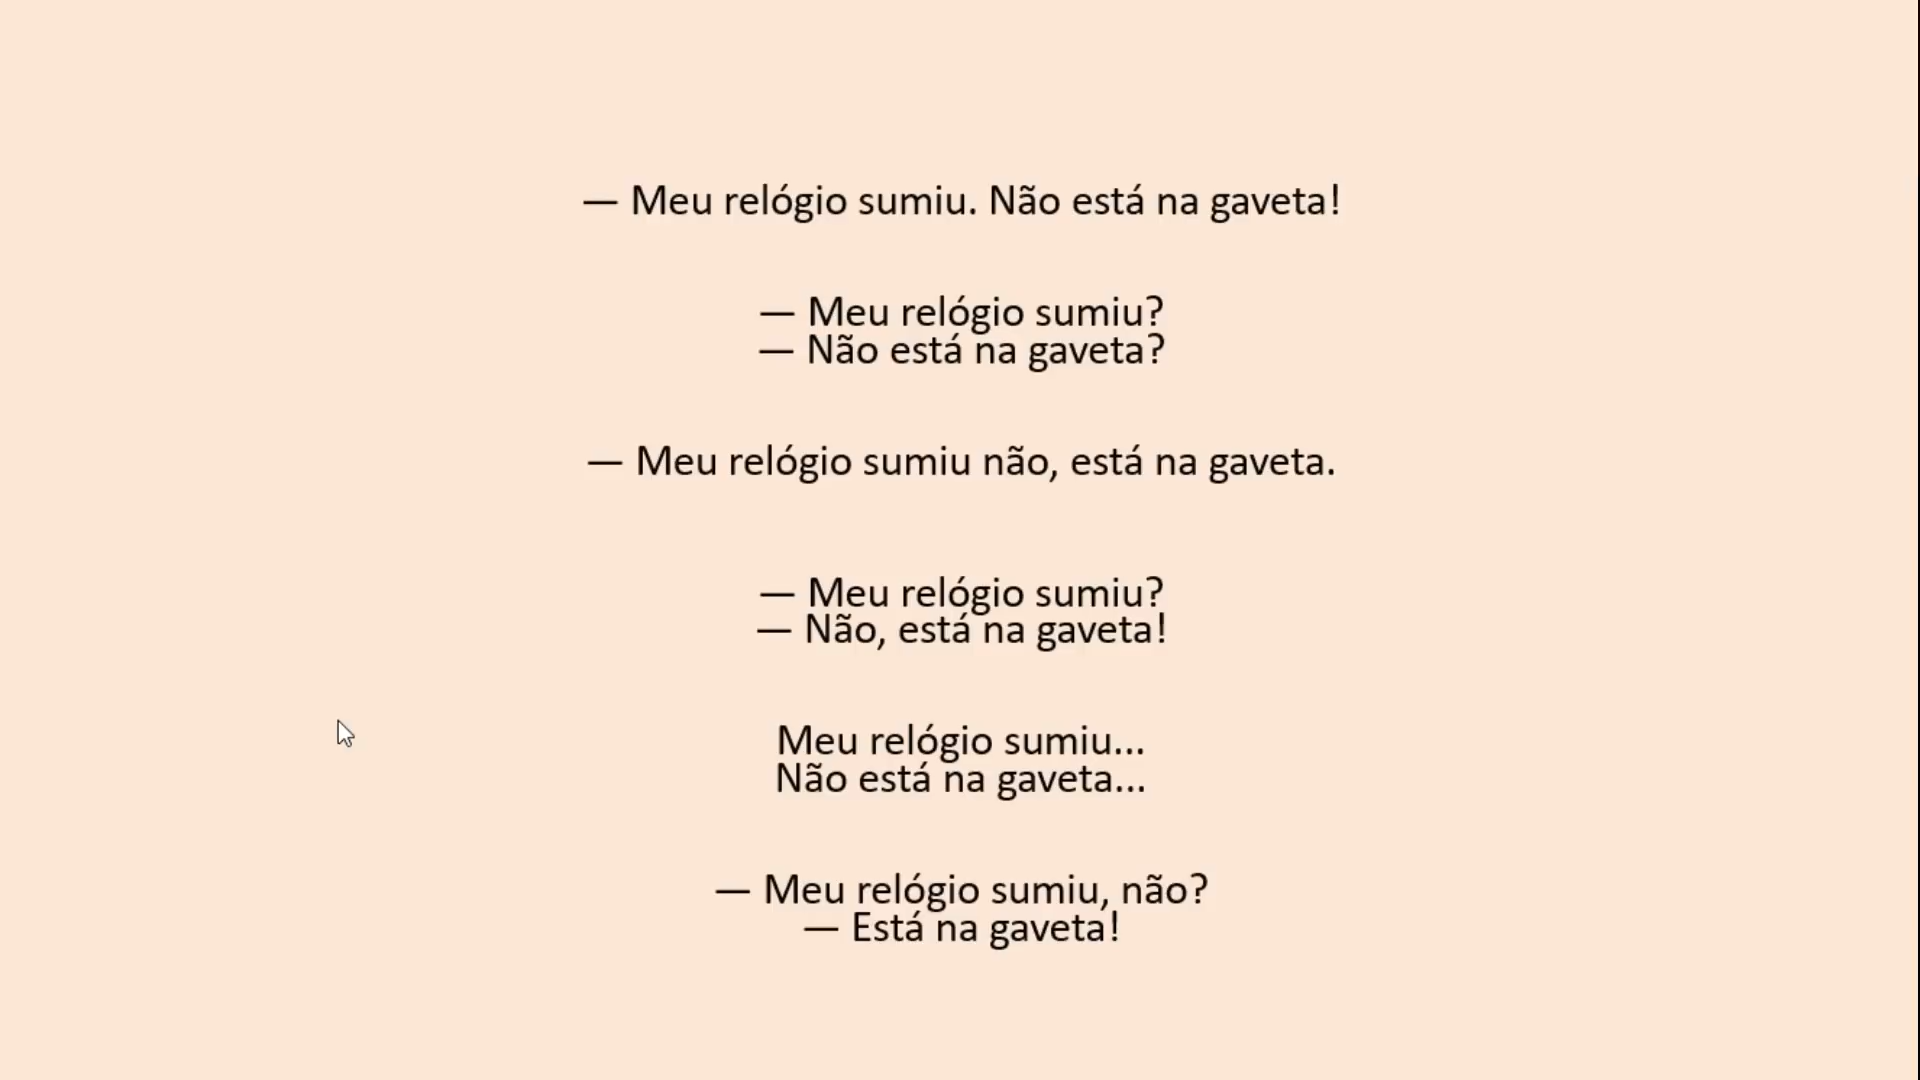 — Meu relógio sumiu. Não está na gaveta!
— Meu relógio sumiu?
— Não está na gaveta?
— Meu relógio sumiu não, está na gaveta.
— Meu relógio sumiu?
— Não, está na gaveta!
Meu relógio sumiu...
Não está na gaveta...
— Meu relógio sumiu, não?
— Está na gaveta!